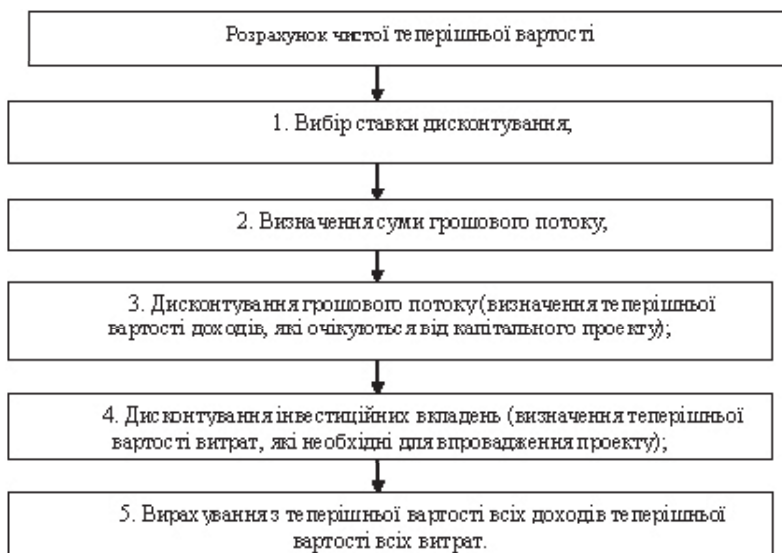 Розрахунок чистої теперішньої вартості
1. Вибір ставки дисконтування;
2. Визначення суми грошового потоку;
3. Дисконтування грошового потоку (визначення теперішньої
вартості доходів, які очікуються від капітального проекту);
4. Дисконтування інвестиційних вкладень (визначення теперішньої
вартості витрат, які необхідні для впровадження проекту);
5. Вирахування з теперішньої вартості всіх доходів теперішньої
вартості всіх витрат.